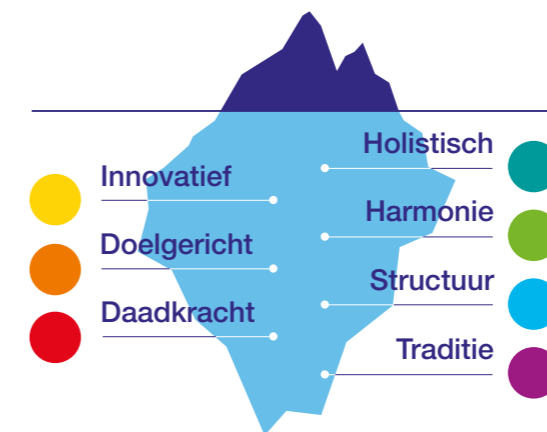 Innovatief
Doelgericht
Daadkracht
Holistisch
Harmonie
Structuur
Traditie